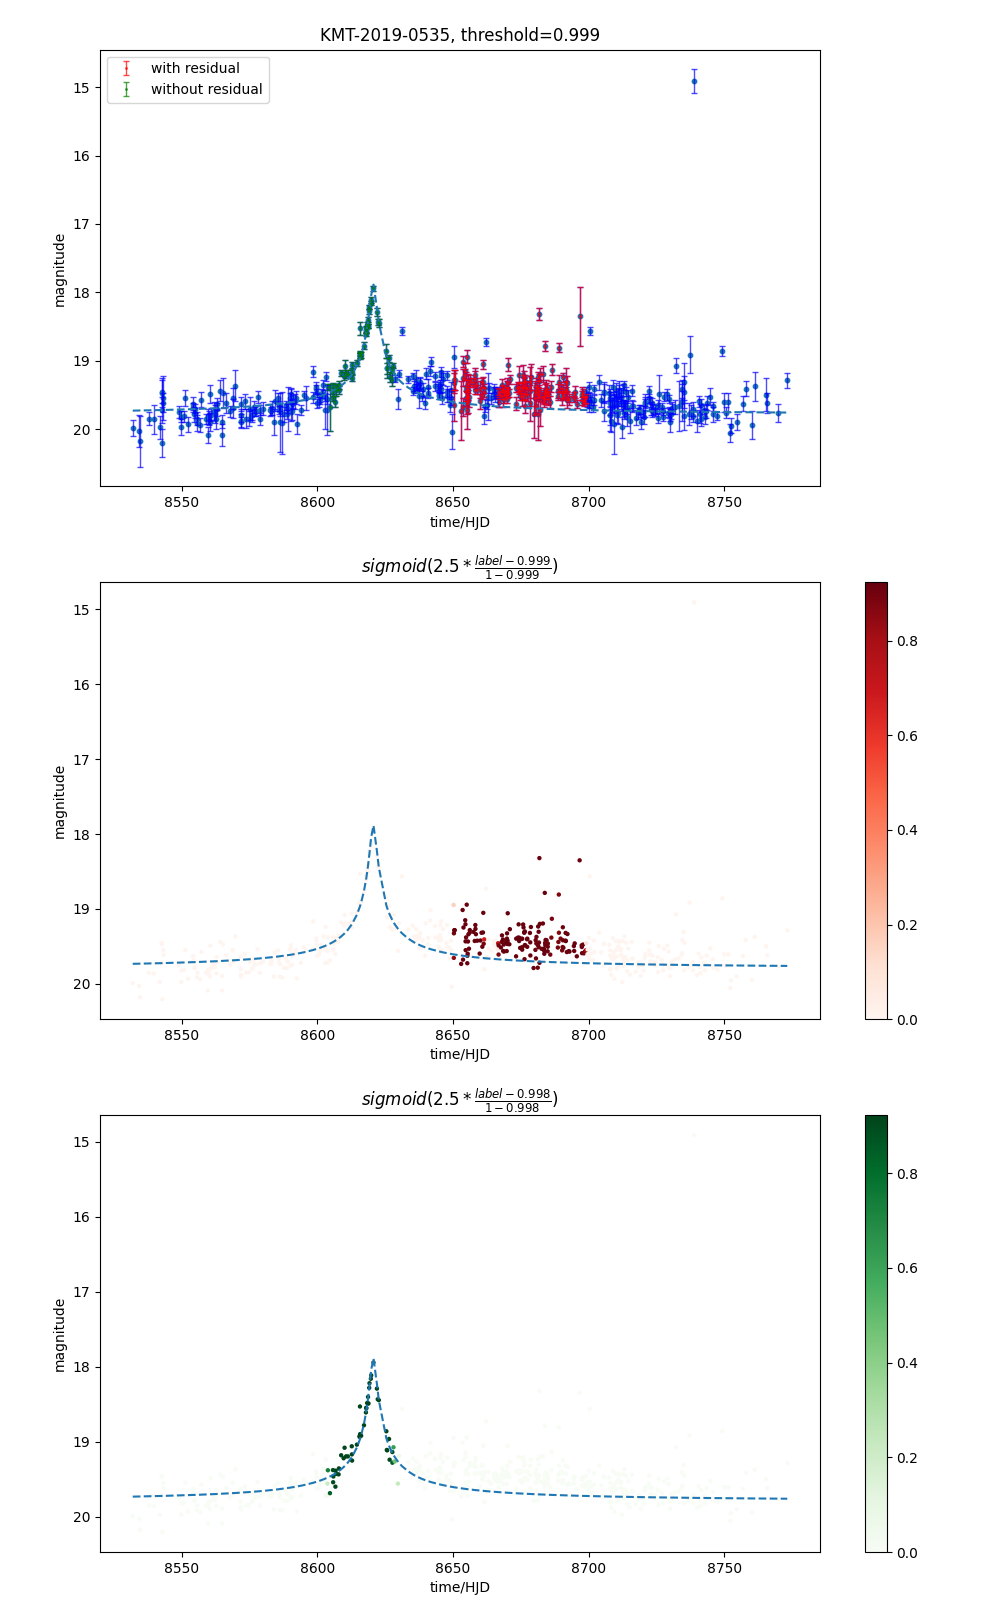 KMT-2019-0535, threshold=0.999
with residual
without residual
15
16
17
18
19
20
magnitude
8550 8600 8650 8700 8750
time/HJD
sigmoid(2.5 * \frac{label − 0.999}{1 − 0.999})
15
16
17
18
19
20
magnitude
8550 8600 8650 8700 8750
time/HJD
0.8
0.6
0.4
0.2
0.0
sigmoid(2.5 * \frac{label − 0.998}{1 − 0.998})
15
16
17
18
19
20
magnitude
8550 8600 8650 8700 8750
time/HJD
0.8
0.6
0.4
0.2
0.0